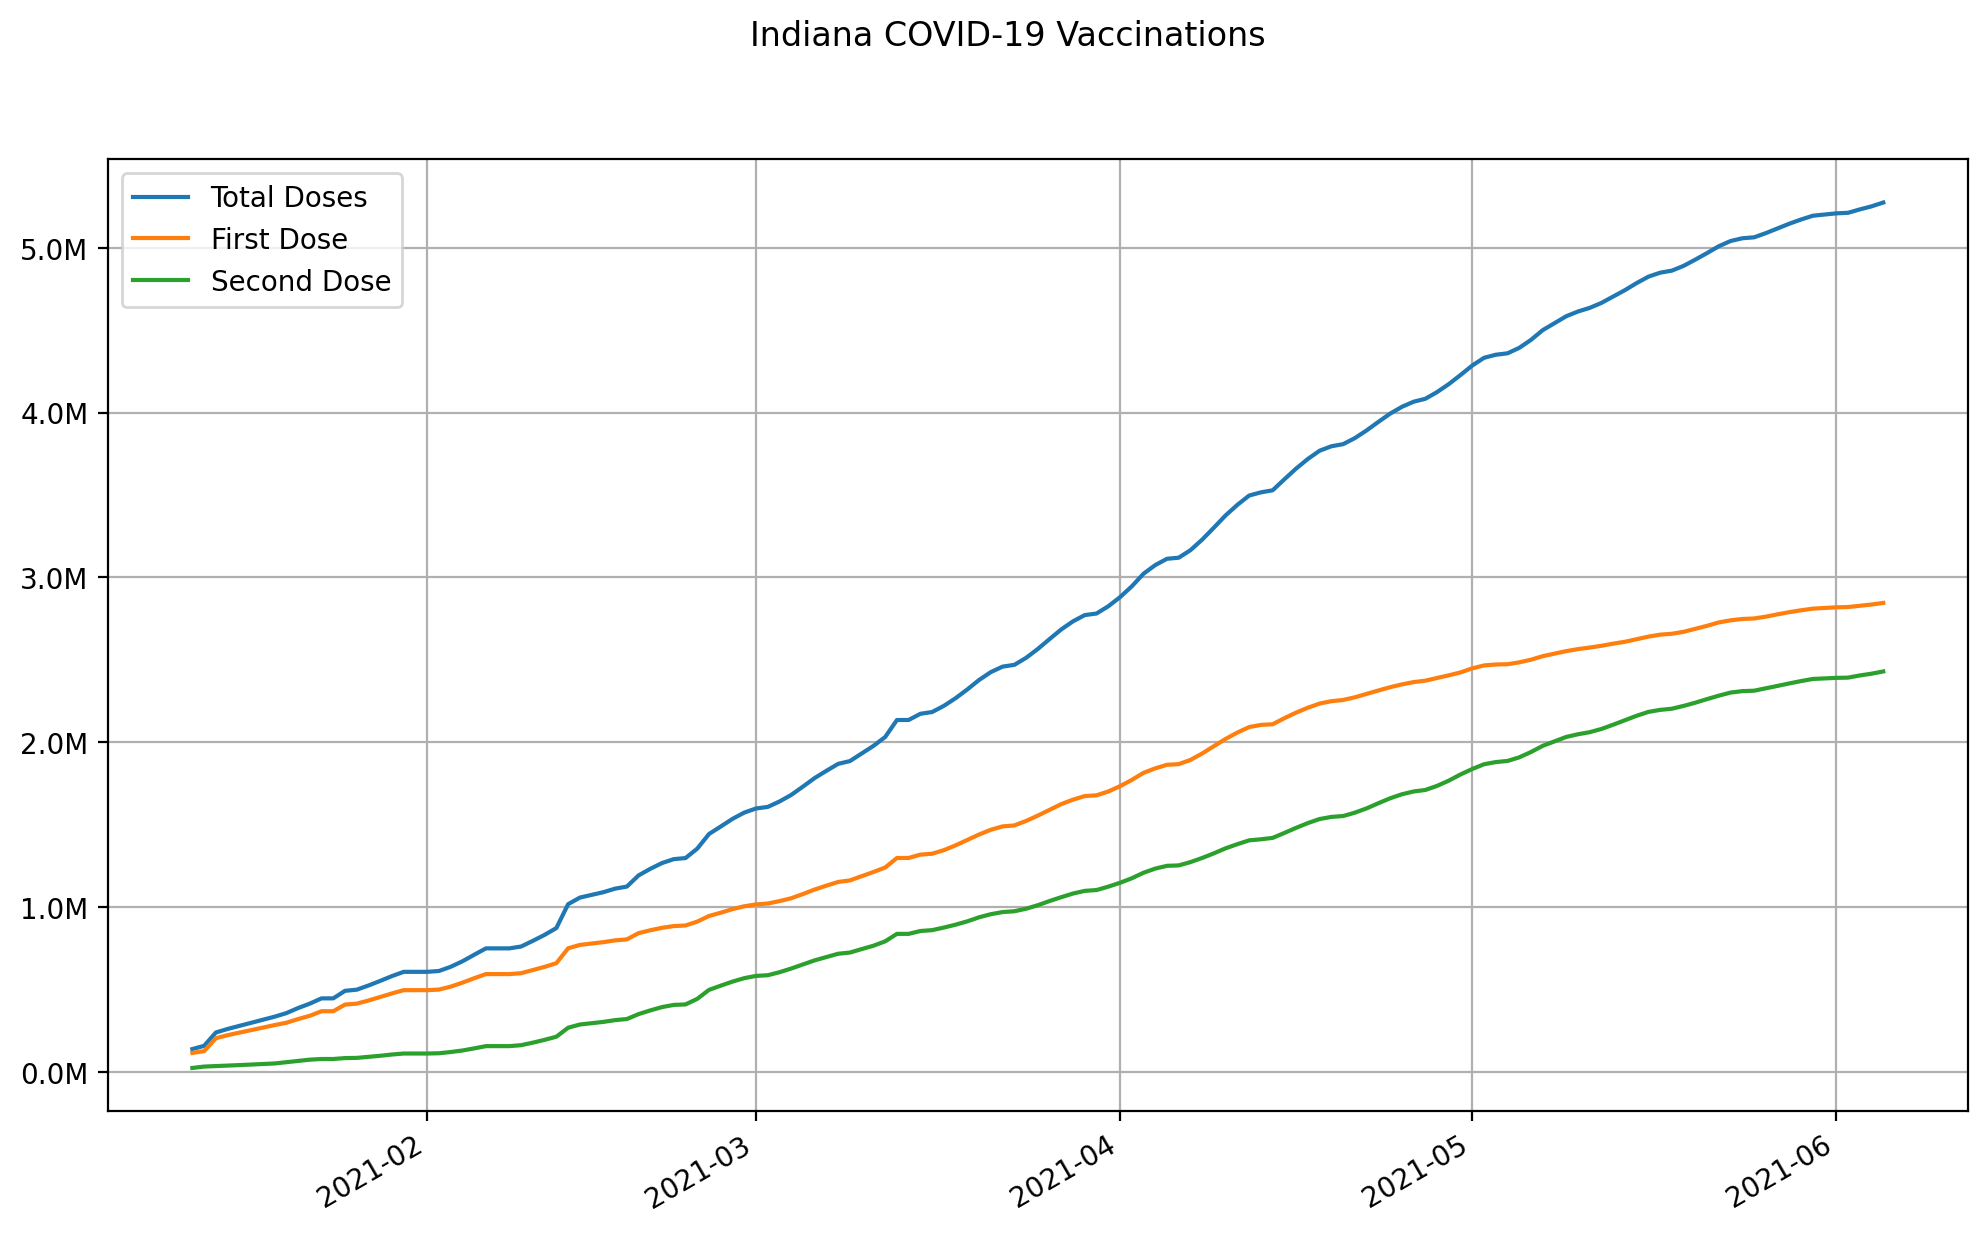 Indiana COVID-19 Vaccinations
Total Doses
First Dose
Second Dose
5.0M
4.0M
3.0M
2.0M
1.0M
0.0M
2021-02
2021-03
2021-04
2021-05
2021-06